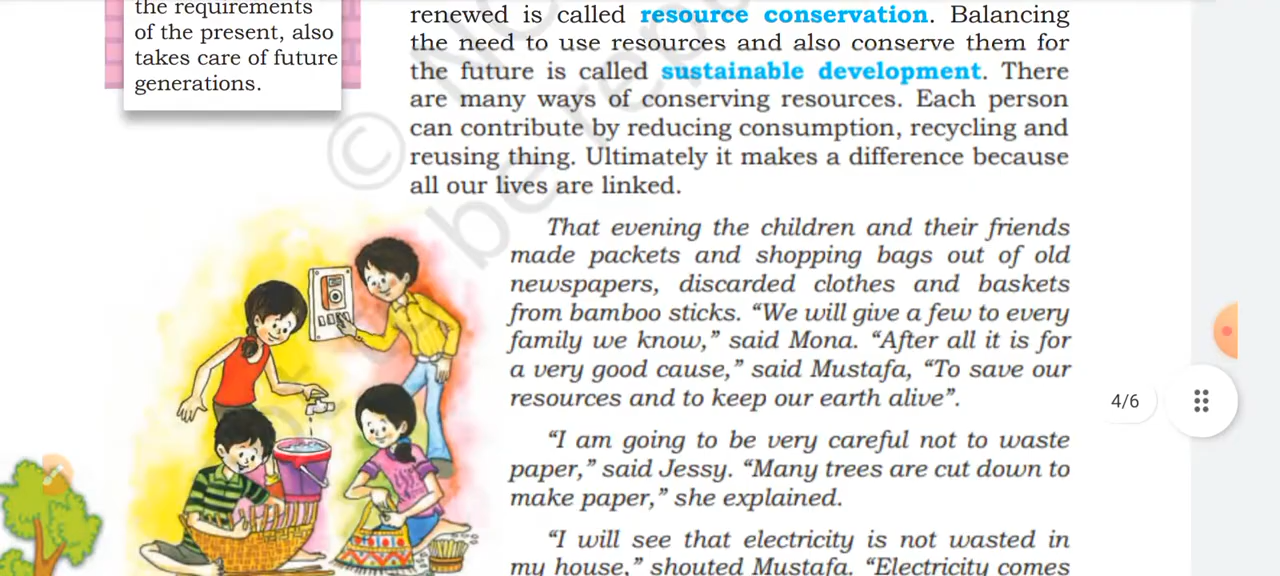 the requirements
of the present, also
takes care of future
generations.
renewed is called resource conservation. Balancing
the need to use resources and also conserve them for
the future is called sustainable development. There
are many ways of conserving resources. Each person
can contribute by reducing consumption, recycling and
reusing thing. Ultimately it makes a difference because
all our lives are linked.
That evening the children and their friends
made packets and shopping bags out of old
newspapers, discarded clothes and baskets
from bamboo sticks. “We will give a few to every
family we know,” said Mona. “After all it is for
a very good cause,” said Mustafa, “To save our
resources and to keep our earth alive”.
“I am going to be very careful not to waste
paper,” said Jessy. “Many trees are cut down to
make paper,” she explained.
“I will see that electricity is not wasted in
my house,” shouted Mustafa. “Electricity comes
4/6